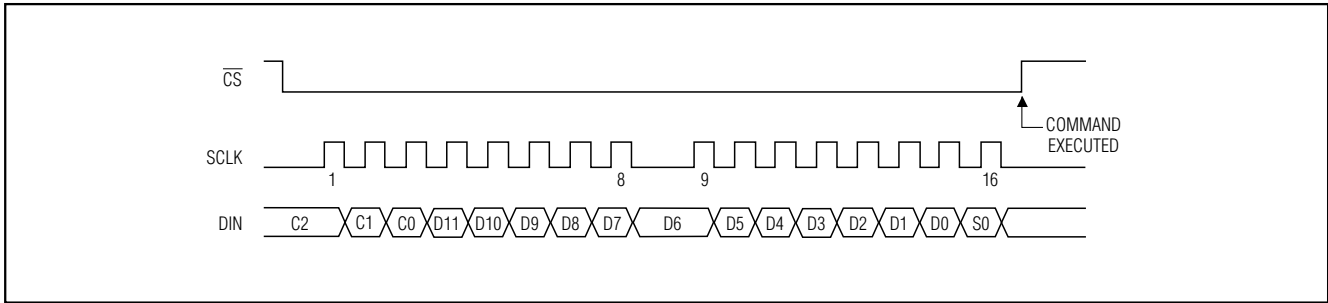 CS
COMMAND
EXECUTED
SCLK
1 8 9 16
DIN C2 C1 C0 D11 D10 D9 D8 D7 D6 D5 D4 D3 D2 D1 D0 S0